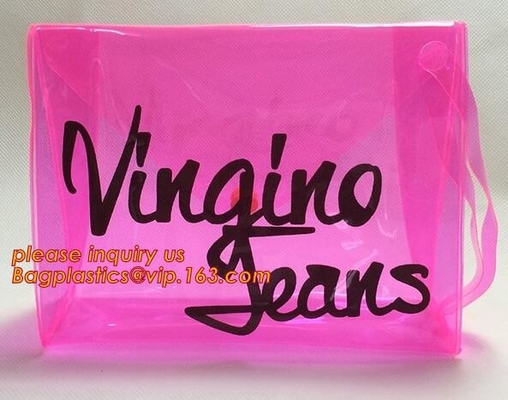 Vingino
please inquiry us
Bagplastics@vip.163.com
Jeans